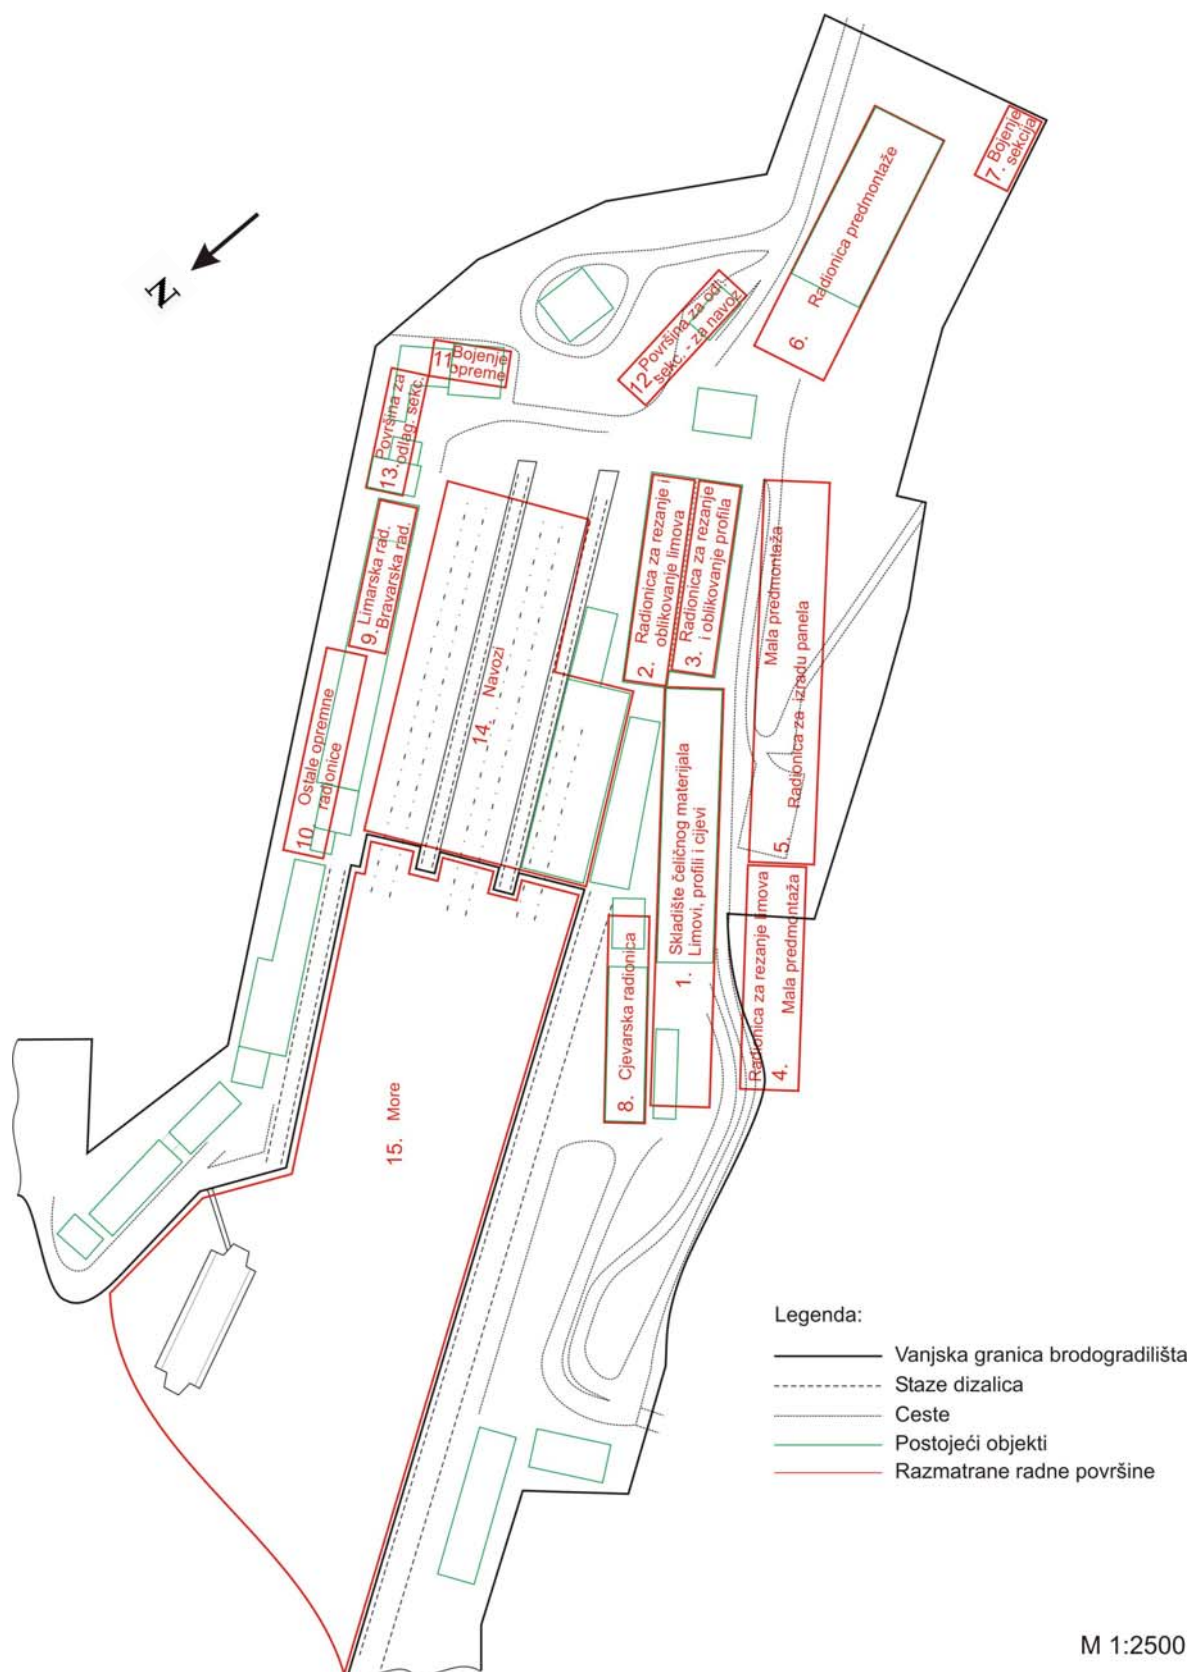 7. Bojenje
sekcija
Radionica predmontaže
6.
N
Površina za odl.
12. sekc. - za navoz
11. Bojenje
opreme
Površina za
13. odlag. sekc.
Limarska rad.
9. Bravarska rad.
Radionica za rezanje i
2. oblikovanje limova
Radionica za rezanje
3. i oblikovanje profila
Mala predmontaža
5. Radionica za izradu panela
Ostale opremne
10. radionice
14. Navozi
Skladište čeličnog materijala
1. Limovi, profili i cijevi
8. Cjevarska radionica
Radionica za rezanje limova
4. Mala predmontaža
15. More
Legenda:
Vanjska granica brodogradilišta
Staze dizalica
Ceste
Postojeći objekti
Razmatrane radne površine
M 1:2500